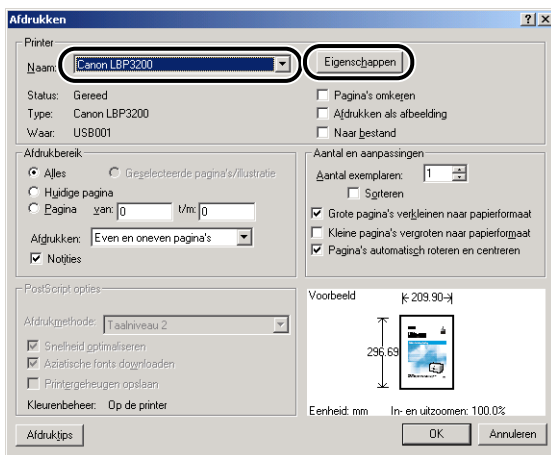 Afdrukken
Printer
Naam: Canon LBP3200 Eigenschappen
Status: Gereed Pagina's omkeren
Type: Canon LBP3200 Afdrukken als afbeelding
Waar: USB001 Naar bestand
Afdrukbereik
Alles Geselecteerde pagina's/illustratie
Huidige pagina
Pagina van: 0 t/m: 0
Afdrukken: Even en oneven pagina's
Notities
Aantal en aanpassingen
Aantal exemplaren: 1
Sorteren
Grote pagina's verkleinen naar papierformaat
Kleine pagina's vergroten naar papierformaat
Pagina's automatisch roteren en centreren
PostScript opties
Afdrukmethode: Taalniveau 2
Snelheid optimaliseren
Aziatische fonts downloaden
Printergeheugen opslaan
Kleurenbeheer: Op de printer
Voorbeeld
209.90
296.69
Eenheid: mm In- en uitzoomen: 100.0%
Afdruktips OK Annuleren